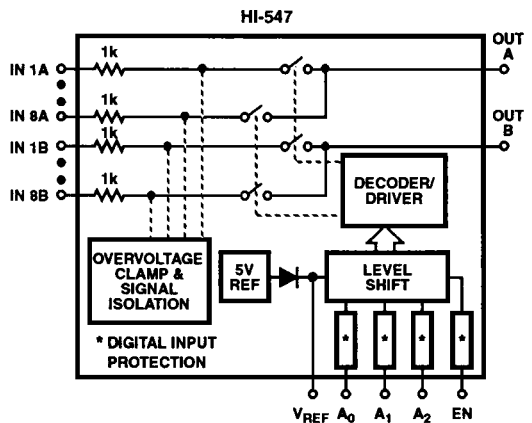 HI-547
OUT
A
IN 1A
1k
IN 8A
1k
OUT
B
IN 1B
1k
IN 8B
1k
DECODER/
DRIVER
OVERVOLTAGE
CLAMP &
SIGNAL
ISOLATION
5V
REF
LEVEL
SHIFT
* DIGITAL INPUT
PROTECTION
* * * *
VREF A0 A1 A2 EN